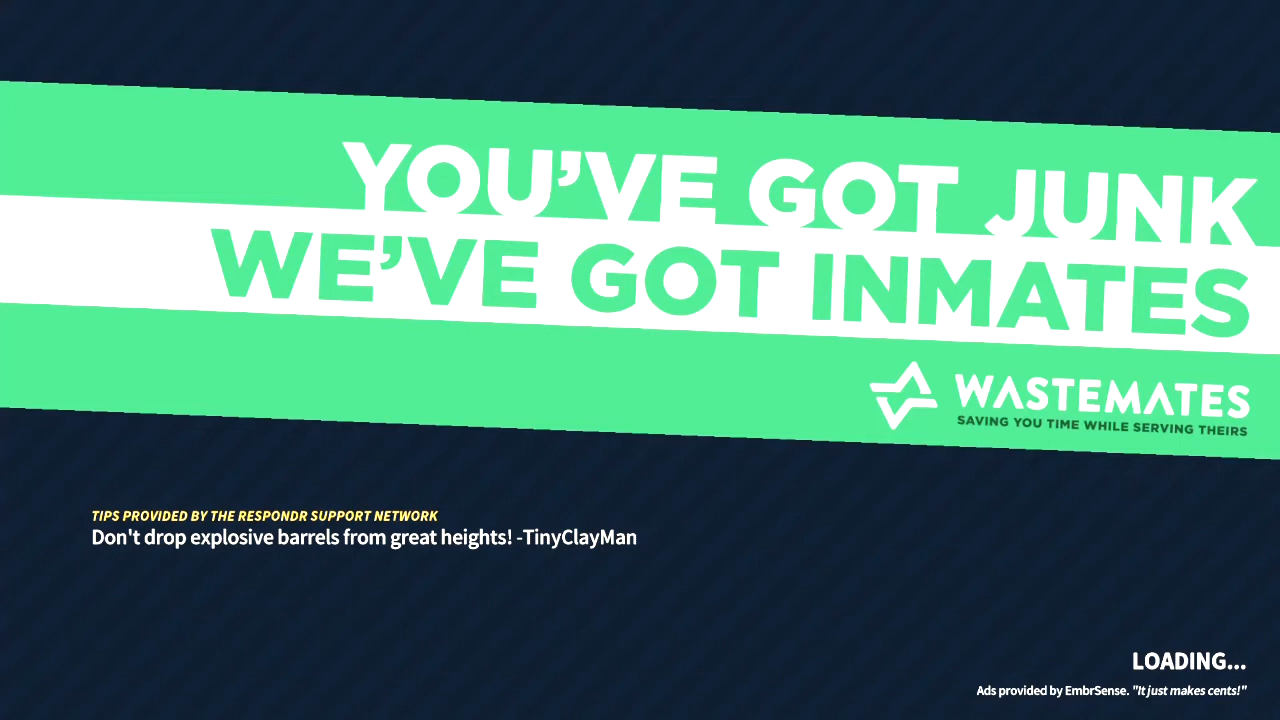 YOU'VE GOT JUNK
WE'VE GOT INMATES
WASTEMATES
SAVING YOU TIME WHILE SERVING THEIRS
TIPS PROVIDED BY THE RESPONDR SUPPORT NETWORK
Don't drop explosive barrels from great heights! -TinyClayMan
LOADING...
Ads provided by EmbrSense. "It just makes cents!"